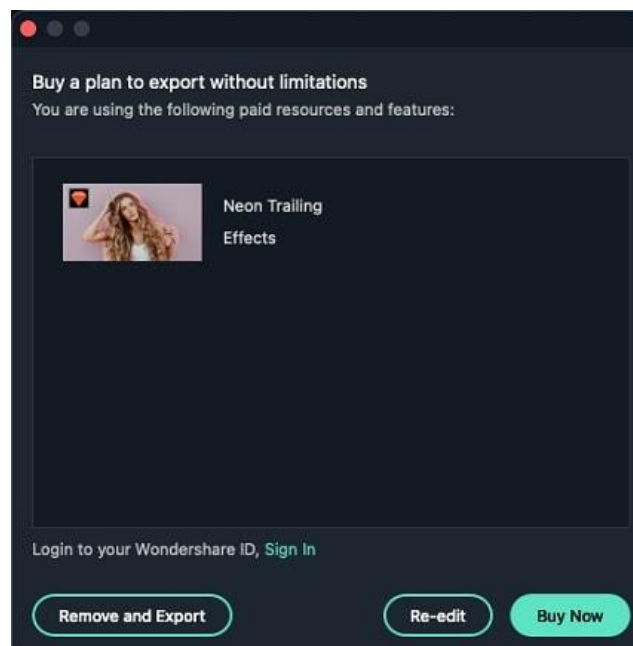 Buy a plan to export without limitations
You are using the following paid resources and features:
Neon Trailing
Effects
Login to your Wondershare ID, Sign In
Remove and Export
Re-edit
Buy Now